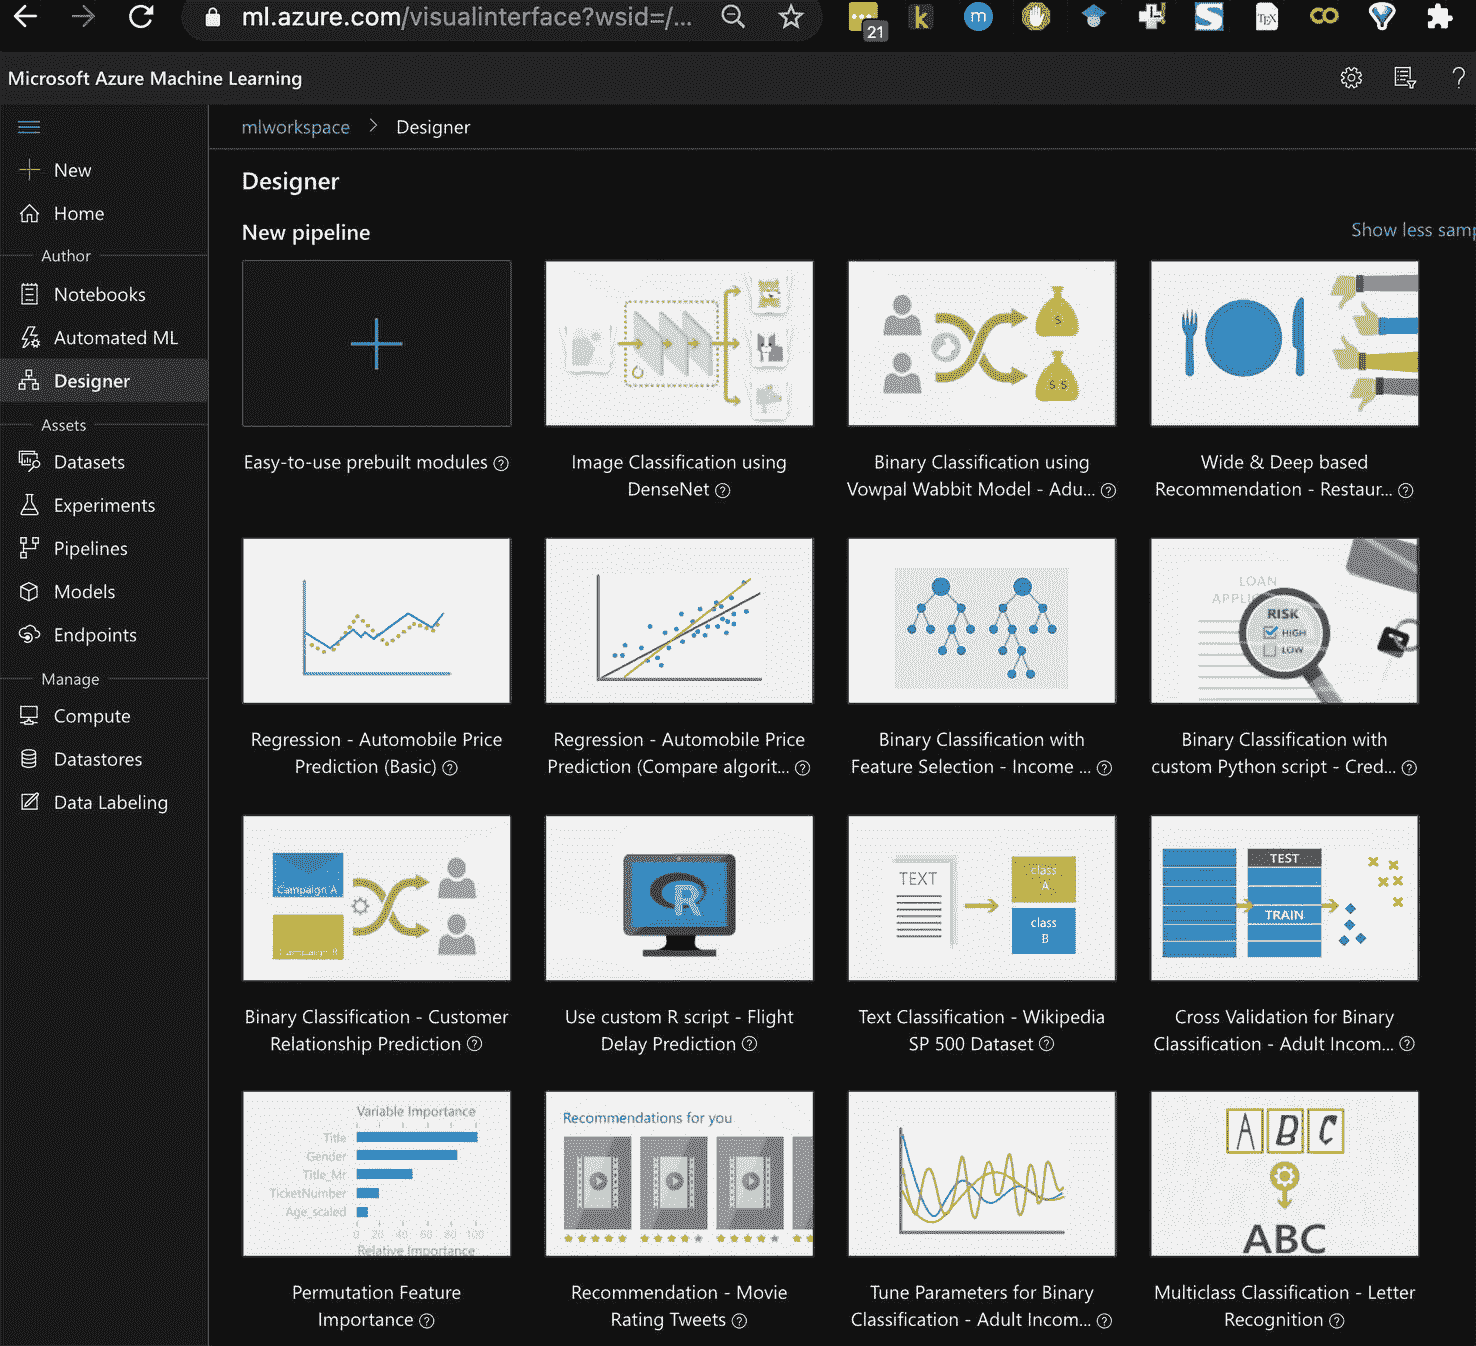 ml.azure.com/visualinterface?wsid=/...
21
k
m
TEX
Microsoft Azure Machine Learning
?
mlworkspace > Designer
New
Home
Author
Notebooks
Automated ML
Designer
Assets
Datasets
Experiments
Pipelines
Models
Endpoints
Manage
Compute
Datastores
Data Labeling
Designer
New pipeline
Show less samp
$
$ $
Easy-to-use prebuilt modules
Image Classification using
DenseNet
Binary Classification using
Vowpal Wabbit Model - Adu...
Wide & Deep based
Recommendation - Restaur...
LOAN
APPLIC
RISK
HIGH
LOW
Regression - Automobile Price
Prediction (Basic)
Regression - Automobile Price
Prediction (Compare algorit...
Binary Classification with
Feature Selection - Income ...
Binary Classification with
custom Python script - Cred...
Campaign A
R
TEXT
class
A
class
B
TEST
TRAIN
Binary Classification - Customer
Relationship Prediction
Use custom R script - Flight
Delay Prediction
Text Classification - Wikipedia
SP 500 Dataset
Cross Validation for Binary
Classification - Adult Incom...
Variable Importance
Title
Gender
Title_Mr
TicketNumber
Age_scaled
0 20 40 60 80 100
Relative Importance
Recommendations for you
A B C
ABC
Permutation Feature
Importance
Recommendation - Movie
Rating Tweets
Tune Parameters for Binary
Classification - Adult Incom...
Multiclass Classification - Letter
Recognition